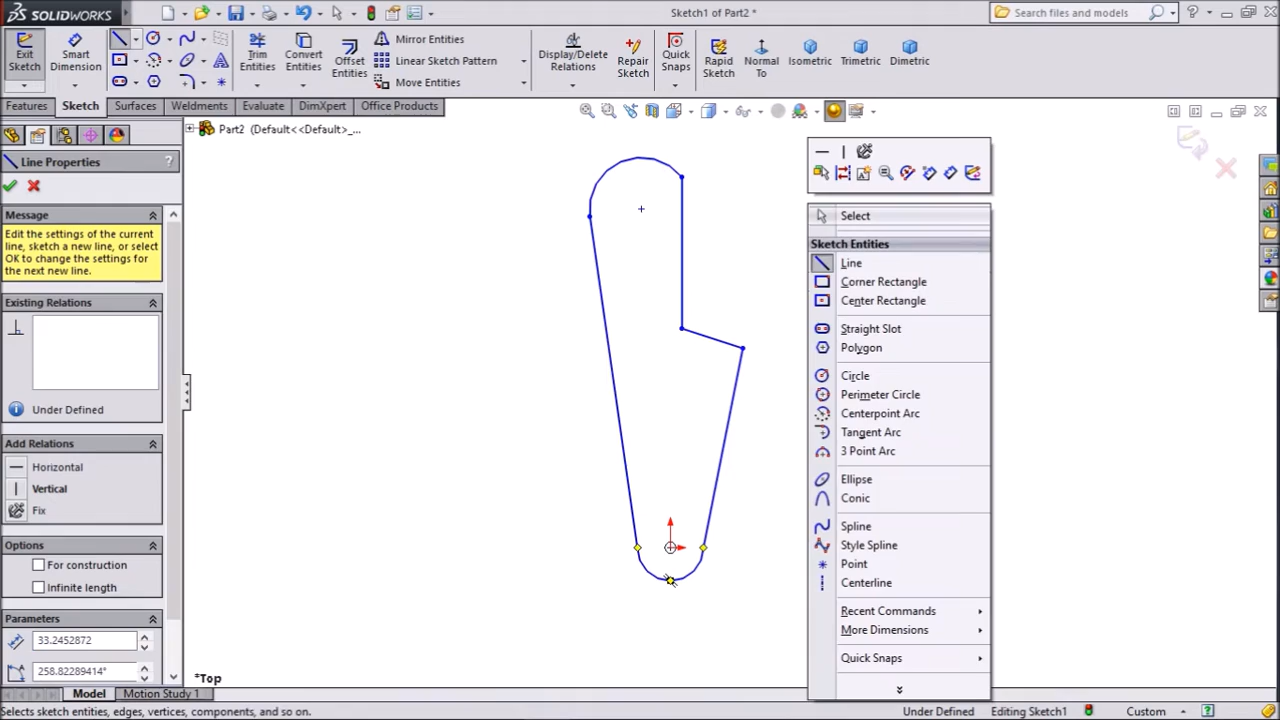 SOLIDWORKS
Sketch1 of Part2 *
Search files and models
Exit Sketch
Smart Dimension
Trim Entities
Convert Entities
Offset Entities
Mirror Entities
Linear Sketch Pattern
Move Entities
Display/Delete Relations
Repair Sketch
Quick Snaps
Rapid Sketch
Normal To
Isometric
Trimetric
Dimetric
Features
Sketch
Surfaces
Weldments
Evaluate
DimXpert
Office Products
Part2 (Default<<Default>_...
Line Properties
?
Message
Edit the settings of the current
line, sketch a new line, or select
OK to change the settings for
the next new line.
Existing Relations
Under Defined
Add Relations
Horizontal
Vertical
Fix
Options
For construction
Infinite length
Parameters
33.2452872
258.82289414°
Select
Sketch Entities
Line
Corner Rectangle
Center Rectangle
Straight Slot
Polygon
Circle
Perimeter Circle
Centerpoint Arc
Tangent Arc
3 Point Arc
Ellipse
Conic
Spline
Style Spline
Point
Centerline
Recent Commands
More Dimensions
Quick Snaps
*Top
Model
Motion Study 1
Selects sketch entities, edges, vertices, components, and so on.
Under Defined
Editing Sketch1
Custom